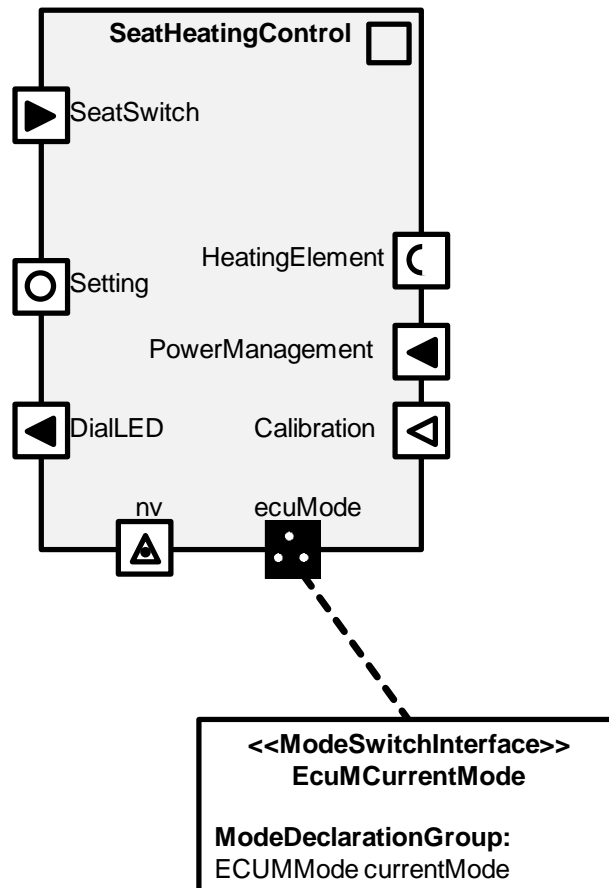 SeatHeatingControl
SeatSwitch
HeatingElement
Setting
PowerManagement
DialLED
Calibration
nv
ecuMode
<<ModeSwitchInterface>>
EcuMCurrentMode
ModeDeclarationGroup:
ECUMMode currentMode